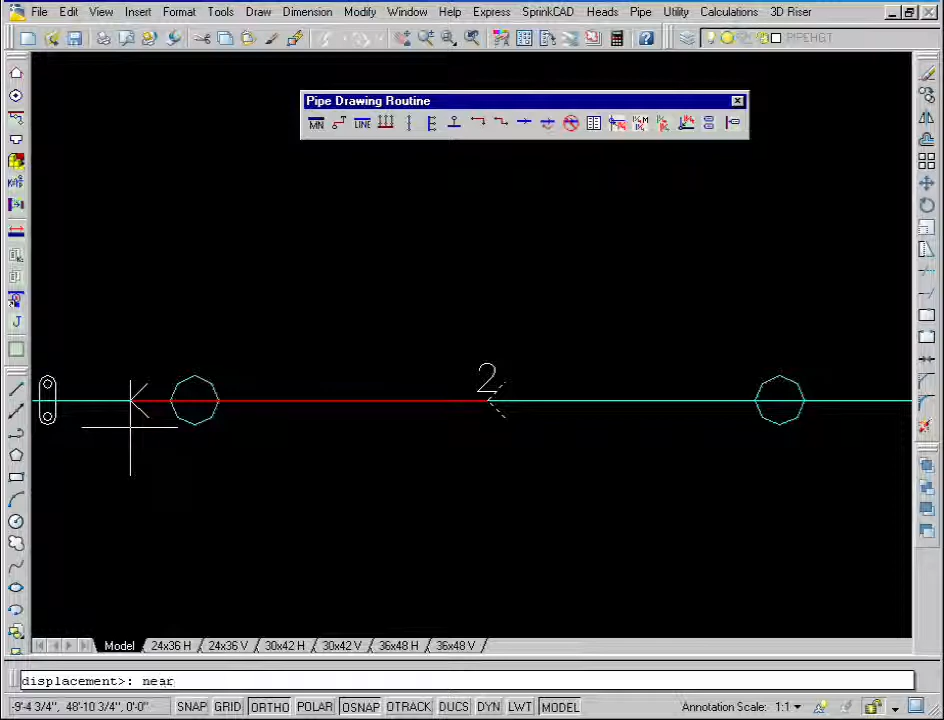 File Edit View Insert Format Tools Draw Dimension Modify Window Help Express SprinkCAD Heads Pipe Utility Calculations 3D Riser
PIPEHGT
Pipe Drawing Routine
MN LINE
2
J
Model 24x36 H 24x36 V 30x42 H 30x42 V 36x48 H 36x48 V
displacement>: near
-9'-4 3/4", 48'-10 3/4", 0'-0" SNAP GRID ORTHO POLAR OSNAP OTRACK DUCS DYN LWT MODEL Annotation Scale: 1:1